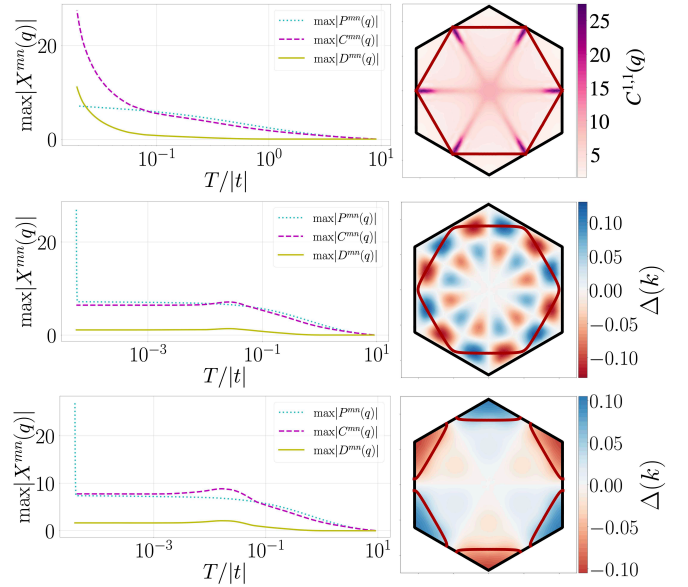 max|X^{mn}(q)|
20
0
max|P^{mn}(q)|
max|C^{mn}(q)|
max|D^{mn}(q)|
10^{-1}
10^{0}
10^{1}
T/|t|
25
20
15
10
5
C^{1,1}(q)
max|X^{mn}(q)|
20
0
max|P^{mn}(q)|
max|C^{mn}(q)|
max|D^{mn}(q)|
10^{-3}
10^{-1}
10^{1}
T/|t|
0.10
0.05
0.00
−0.05
−0.10
Δ(k)
max|X^{mn}(q)|
20
10
0
max|P^{mn}(q)|
max|C^{mn}(q)|
max|D^{mn}(q)|
10^{-3}
10^{-1}
10^{1}
T/|t|
0.10
0.05
0.00
−0.05
−0.10
Δ(k)